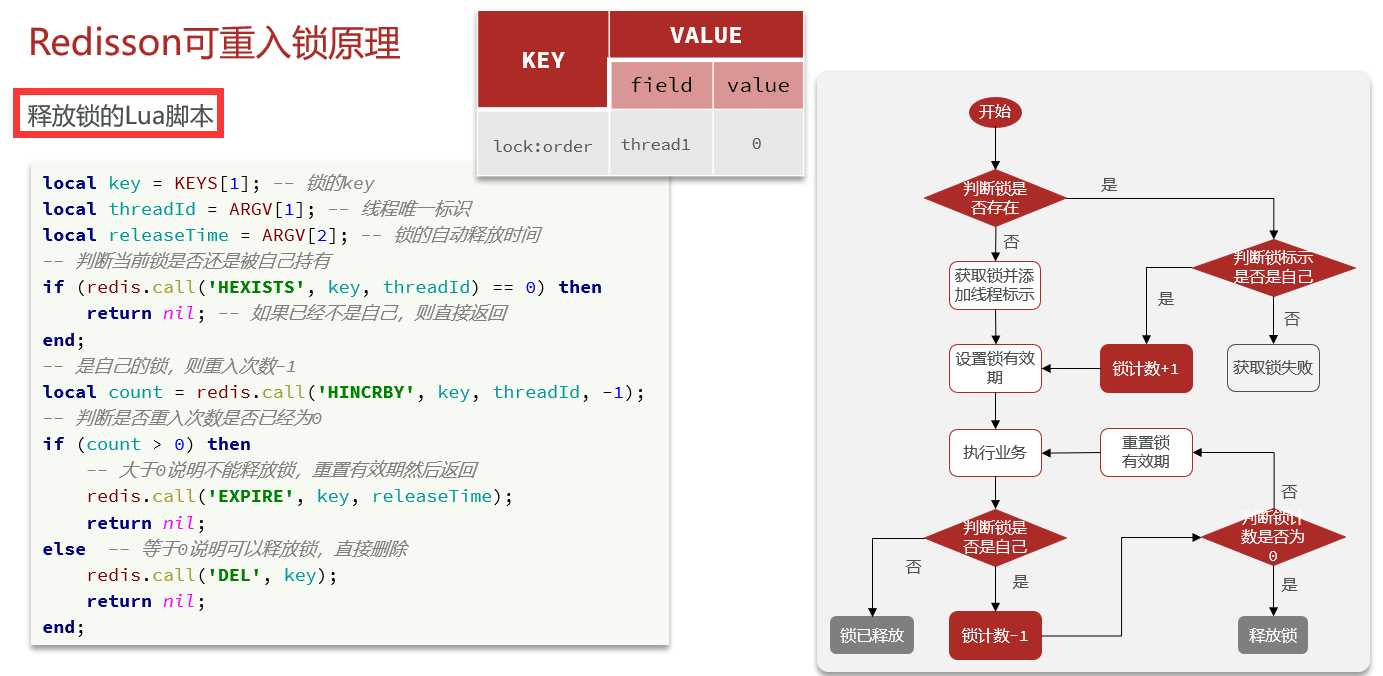 Redisson可重入锁原理
释放锁的Lua脚本
KEY
VALUE
field
value
lock:order
thread1
0
local key = KEYS[1]; -- 锁的key
local threadId = ARGV[1]; -- 线程唯一标识
local releaseTime = ARGV[2]; -- 锁的自动释放时间
-- 判断当前锁是否还是被自己持有
if (redis.call('HEXISTS', key, threadId) == 0) then
    return nil; -- 如果已经不是自己，则直接返回
end;
-- 是自己的锁，则重入次数-1
local count = redis.call('HINCRBY', key, threadId, -1);
-- 判断是否重入次数是否已经为0
if (count > 0) then
    -- 大于0说明不能释放锁，重置有效期然后返回
    redis.call('EXPIRE', key, releaseTime);
    return nil;
else  -- 等于0说明可以释放锁，直接删除
    redis.call('DEL', key);
    return nil;
end;
开始
判断锁是
否存在
是
否
获取锁并添
加线程标示
判断锁标示
是否是自己
是
否
设置锁有效
期
锁计数+1
获取锁失败
执行业务
重置锁
有效期
否
判断锁是
否是自己
判断锁计
数是否为
0
否
是
是
锁已释放
锁计数-1
释放锁